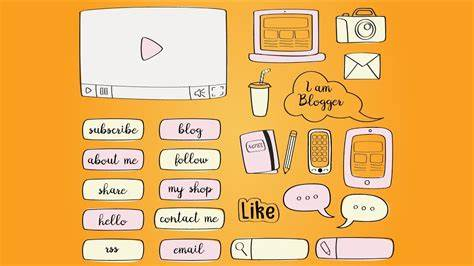 I am
Blogger
NOTES
subscribe
blog
about me
follow
share
my shop
hello
contact me
rss
email
Like